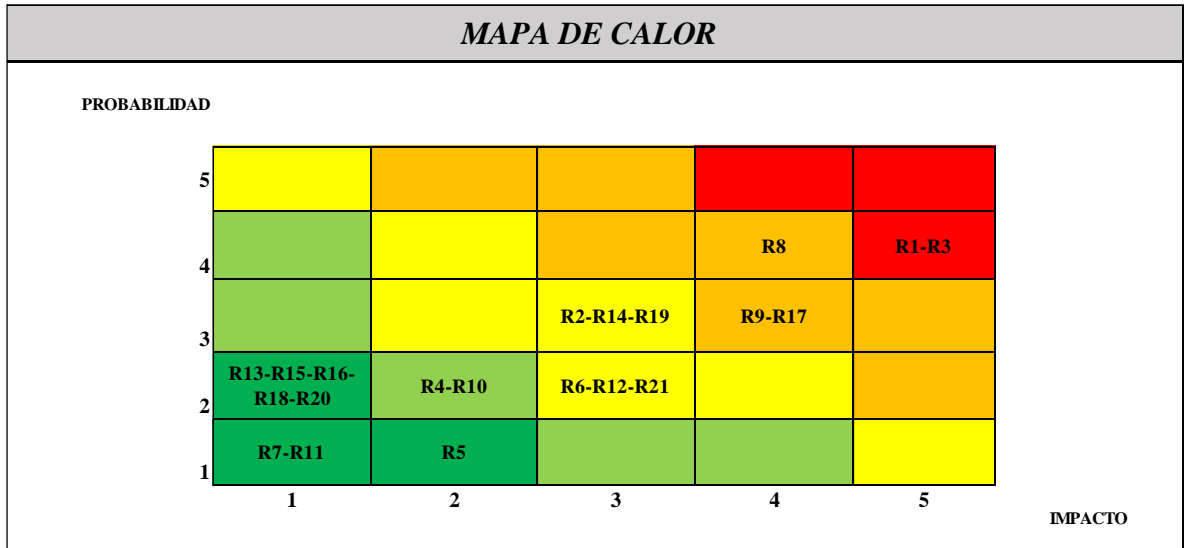 MAPA DE CALOR
PROBABILIDAD
5
4
R8
R1-R3
3
R2-R14-R19
R9-R17
2
R13-R15-R16-
R18-R20
R4-R10
R6-R12-R21
1
R7-R11
R5
1
2
3
4
5
IMPACTO